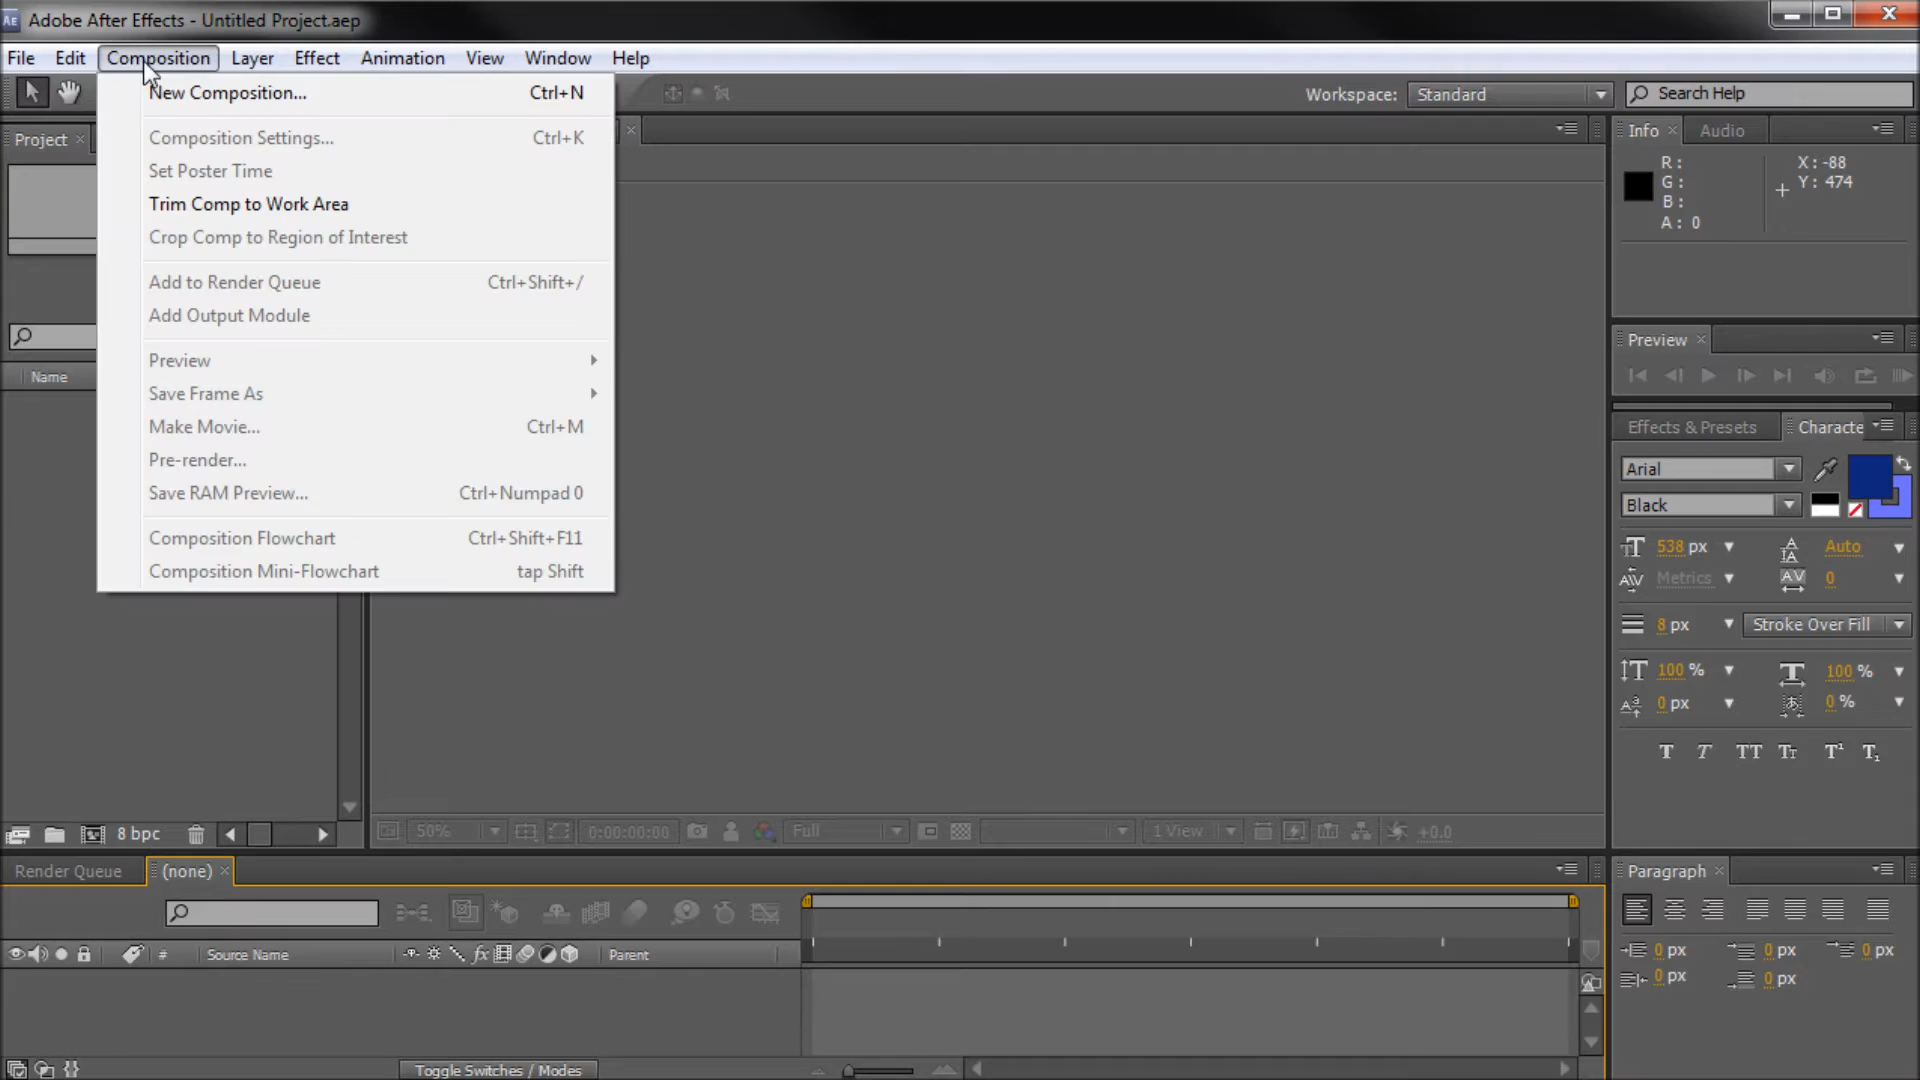 Adobe After Effects - Untitled Project.aep
File Edit Composition Layer Effect Animation View Window Help
New Composition... Ctrl+N
Composition Settings... Ctrl+K
Set Poster Time
Trim Comp to Work Area
Crop Comp to Region of Interest
Add to Render Queue Ctrl+Shift+/
Add Output Module
Preview
Save Frame As
Make Movie... Ctrl+M
Pre-render...
Save RAM Preview... Ctrl+Numpad 0
Composition Flowchart Ctrl+Shift+F11
Composition Mini-Flowchart tap Shift
Workspace: Standard
Search Help
Project
Name
8 bpc
50%
0:00:00:00
Full
1 View
+0.0
Info Audio
R: X: -88
G: Y: 474
B:
A: 0
Preview
Effects & Presets Characte
Arial
Black
538 px Auto
Metrics 0
8 px Stroke Over Fill
100 % 100 %
0 px 0 %
T T TT Tt T¹ T₁
Render Queue (none)
# Source Name Parent
Toggle Switches / Modes
Paragraph
0 px 0 px 0 px
0 px 0 px